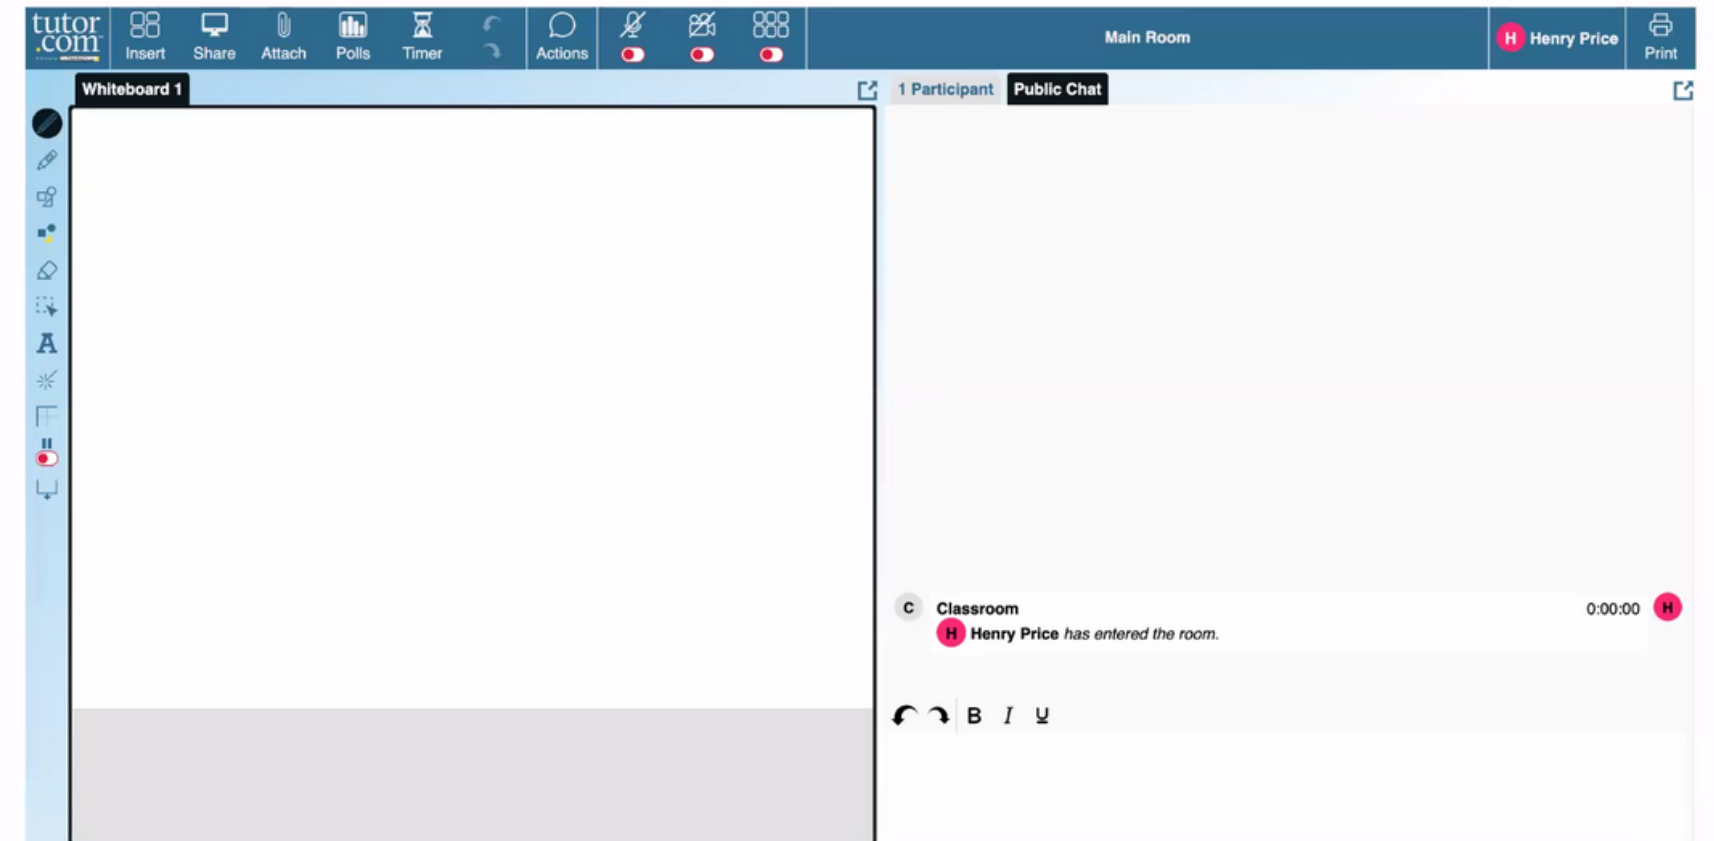 tutor
.com
Insert
Share
Attach
Polls
Timer
Actions
Main Room
H Henry Price
Print
Whiteboard 1
1 Participant
Public Chat
A
C Classroom 0:00:00 H
H Henry Price has entered the room.
B I U